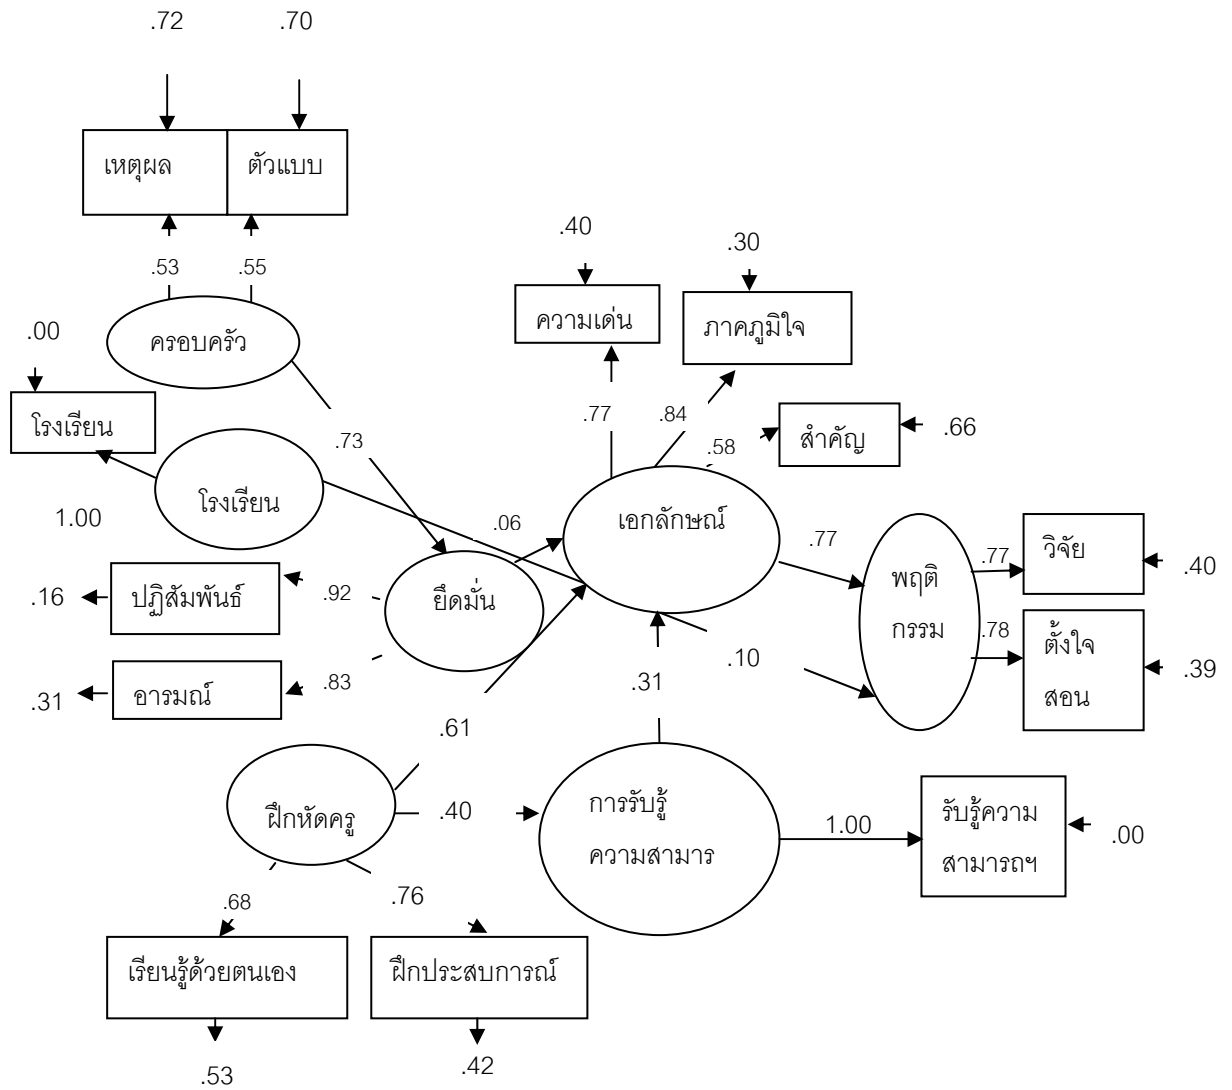 .72 .70
เหตุผล ตัวแบบ
.53 .55
.40 .30
ความเด่น ภาคภูมิใจ
.00 ครอบครัว
โรงเรียน
.77 .84
.73 .58 สำคัญ .66
โรงเรียน
1.00 .06 เอกลักษณ์ .77
.77 วิจัย .40
.16 ปฏิสัมพันธ์ .92 ยึดมั่น
พฤติ
กรรม
.78 ตั้งใจ
สอน .39
.10
.31 อารมณ์ .83
.31
.61
ฝึกหัดครู .40
การรับรู้
ความสามาร
1.00 รับรู้ความ
สามารถฯ .00
.68 .76
เรียนรู้ด้วยตนเอง ฝึกประสบการณ์
.53 .42